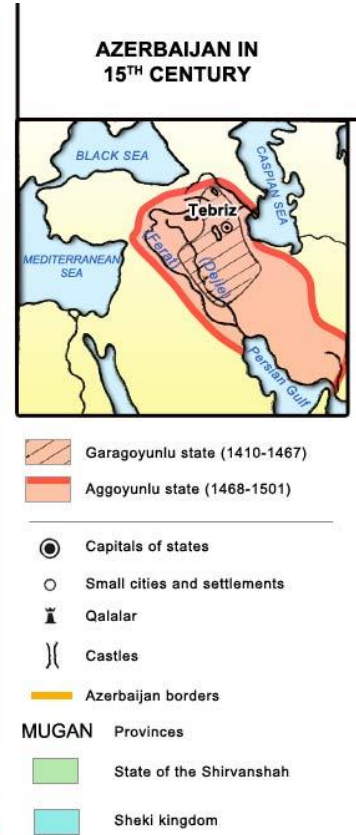 AZERBAIJAN IN
15TH CENTURY
BLACK SEA
CASPIAN SEA
Tebriz
MEDITERRANEAN
SEA
(Ferat)
(Dejle)
Persian Gulf
Garagoyunlu state (1410-1467)
Aggoyunlu state (1468-1501)
Capitals of states
Small cities and settlements
Qalalar
Castles
Azerbaijan borders
MUGAN Provinces
State of the Shirvanshah
Sheki kingdom